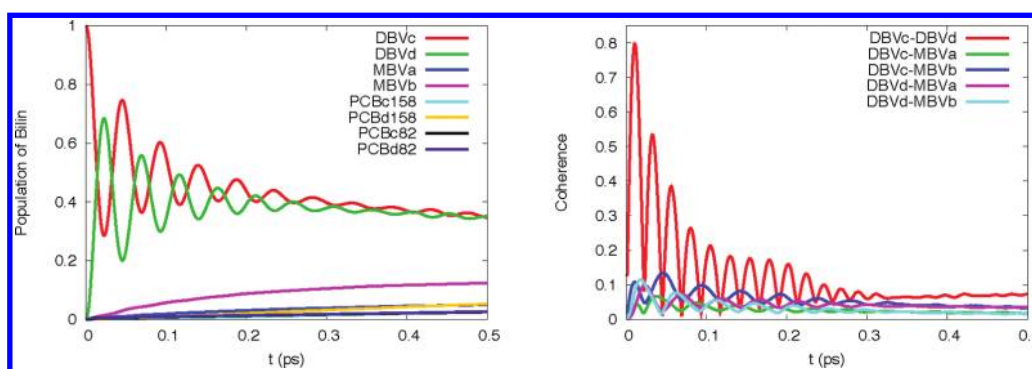 Population of Bilin
1
0.8
0.6
0.4
0.2
0
0
0.1
0.2
0.3
0.4
0.5
t (ps)
DBVc
DBVd
MBVa
MBVb
PCBc158
PCBd158
PCBc82
PCBd82
Coherence
0.8
0.7
0.6
0.5
0.4
0.3
0.2
0.1
0
0
0.1
0.2
0.3
0.4
0.5
t (ps)
DBVc-DBVd
DBVc-MBVa
DBVc-MBVb
DBVd-MBVa
DBVd-MBVb